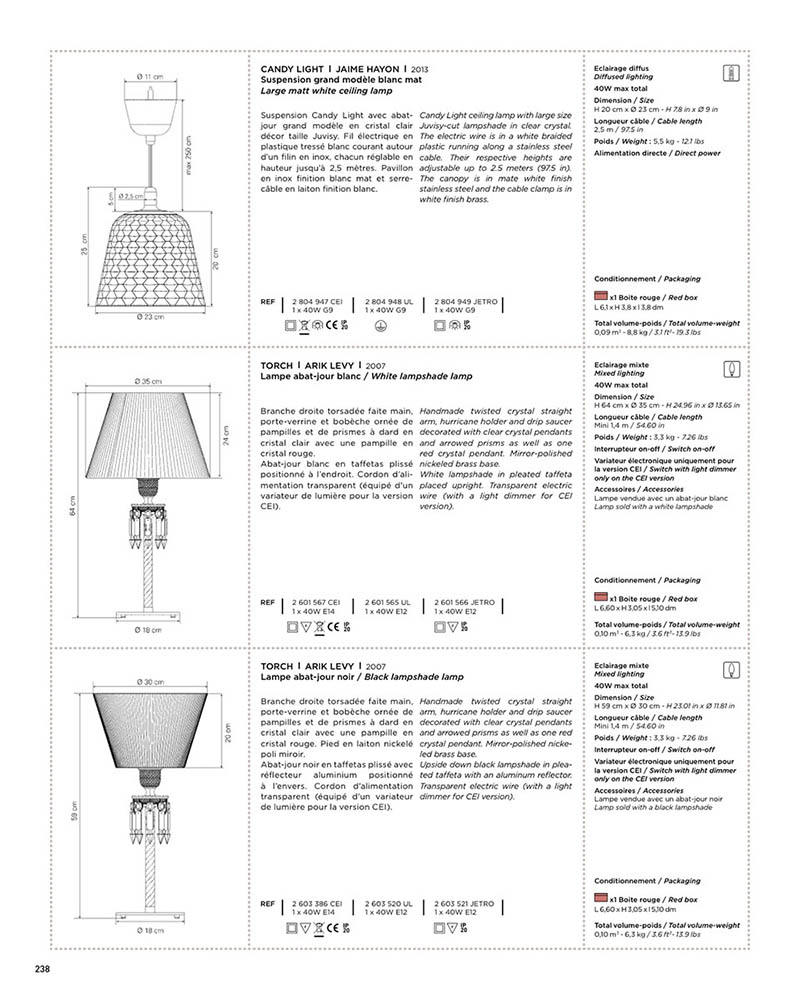 CANDY LIGHT I JAIME HAYON I 2013
Suspension grand modèle blanc mat
Large matt white ceiling lamp
Suspension Candy Light avec abat-
jour grand modèle en cristal clair
décor taille Juvisy. Fil électrique en
plastique tressé blanc courant autour
d'un filin en inox, chacun réglable en
hauteur jusqu'à 2,5 mètres. Pavillon
en inox finition blanc mat et serre-
câble en laiton finition blanc.
Candy Light ceiling lamp with large size
Juvisy-cut lampshade in clear crystal.
The electric wire is in a white braided
plastic running along a stainless steel
cable. Their respective heights are
adjustable up to 2.5 meters (97.5 in).
The canopy is in mate white finish
stainless steel and the cable clamp is in
white finish brass.
REF
2 804 947 CEI
1 x 40W G9
2 804 948 UL
1 x 40W G9
2 804 949 JETRO
1 x 40W G9
CE IP 20
IP 20
Ø 11 cm
max 250 cm
5 cm
Ø 2,5 cm
25 cm
20 cm
Ø 23 cm
Eclairage diffus
Diffused lighting
40W max total
Dimension / Size
H 20 cm x Ø 23 cm - H 7.8 in x Ø 9 in
Longueur câble / Cable length
2,5 m / 97.5 in
Poids / Weight : 5,5 kg - 12.1 lbs
Alimentation directe / Direct power
Conditionnement / Packaging
x1 Boite rouge / Red box
L 6,1 x H 3,8 x l 3,8 dm
Total volume-poids / Total volume-weight
0,09 m³ - 8,8 kg / 3.1 ft³- 19.3 lbs
TORCH I ARIK LEVY I 2007
Lampe abat-jour blanc / White lampshade lamp
Branche droite torsadée faite main,
porte-verrine et bobèche ornée de
pampilles et de prismes à dard en
cristal clair avec une pampille en
cristal rouge.
Abat-jour blanc en taffetas plissé
positionné à l'endroit. Cordon d'ali-
mentation transparent (équipé d'un
variateur de lumière pour la version
CEI).
Handmade twisted crystal straight
arm, hurricane holder and drip saucer
decorated with clear crystal pendants
and arrowed prisms as well as one
red crystal pendant. Mirror-polished
nickeled brass base.
White lampshade in pleated taffeta
placed upright. Transparent electric
wire (with a light dimmer for CEI
version).
REF
2 601 567 CEI
1 x 40W E14
2 601 565 UL
1 x 40W E12
2 601 566 JETRO
1 x 40W E12
CE IP 20
IP 20
Ø 35 cm
24 cm
64 cm
Ø 18 cm
Eclairage mixte
Mixed lighting
40W max total
Dimension / Size
H 64 cm x Ø 35 cm - H 24.96 in x Ø 13.65 in
Longueur câble / Cable length
Mini 1,4 m / 54.60 in
Poids / Weight : 3,3 kg - 7.26 lbs
Interrupteur on-off / Switch on-off
Variateur électronique uniquement pour
la version CEI / Switch with light dimmer
only on the CEI version
Accessoires / Accessories
Lampe vendue avec un abat-jour blanc
Lamp sold with a white lampshade
Conditionnement / Packaging
x1 Boite rouge / Red box
L 6,60 x H 3,05 x l 5,10 dm
Total volume-poids / Total volume-weight
0,10 m³ - 6,3 kg / 3.6 ft³- 13.9 lbs
TORCH I ARIK LEVY I 2007
Lampe abat-jour noir / Black lampshade lamp
Branche droite torsadée faite main,
porte-verrine et bobèche ornée de
pampilles et de prismes à dard en
cristal clair avec une pampille en
cristal rouge. Pied en laiton nickelé
poli miroir.
Abat-jour noir en taffetas plissé avec
réflecteur aluminium positionné
à l'envers. Cordon d'alimentation
transparent (équipé d'un variateur
de lumière pour la version CEI).
Handmade twisted crystal straight
arm, hurricane holder and drip saucer
decorated with clear crystal pendants
and arrowed prisms as well as one red
crystal pendant. Mirror-polished nicke-
led brass base.
Upside down black lampshade in plea-
ted taffeta with an aluminum reflector.
Transparent electric wire (with a light
dimmer for CEI version).
REF
2 603 386 CEI
1 x 40W E14
2 603 520 UL
1 x 40W E12
2 603 521 JETRO
1 x 40W E12
CE IP 20
IP 20
Ø 30 cm
20 cm
59 cm
Ø 18 cm
Eclairage mixte
Mixed lighting
40W max total
Dimension / Size
H 59 cm x Ø 30 cm - H 23.01 in x Ø 11.81 in
Longueur câble / Cable length
Mini 1,4 m / 54.60 in
Poids / Weight : 3,3 kg - 7.26 lbs
Interrupteur on-off / Switch on-off
Variateur électronique uniquement pour
la version CEI / Switch with light dimmer
only on the CEI version
Accessoires / Accessories
Lampe vendue avec un abat-jour noir
Lamp sold with a black lampshade
Conditionnement / Packaging
x1 Boite rouge / Red box
L 6,60 x H 3,05 x l 5,10 dm
Total volume-poids / Total volume-weight
0,10 m³ - 6,3 kg / 3.6 ft³- 13.9 lbs
238